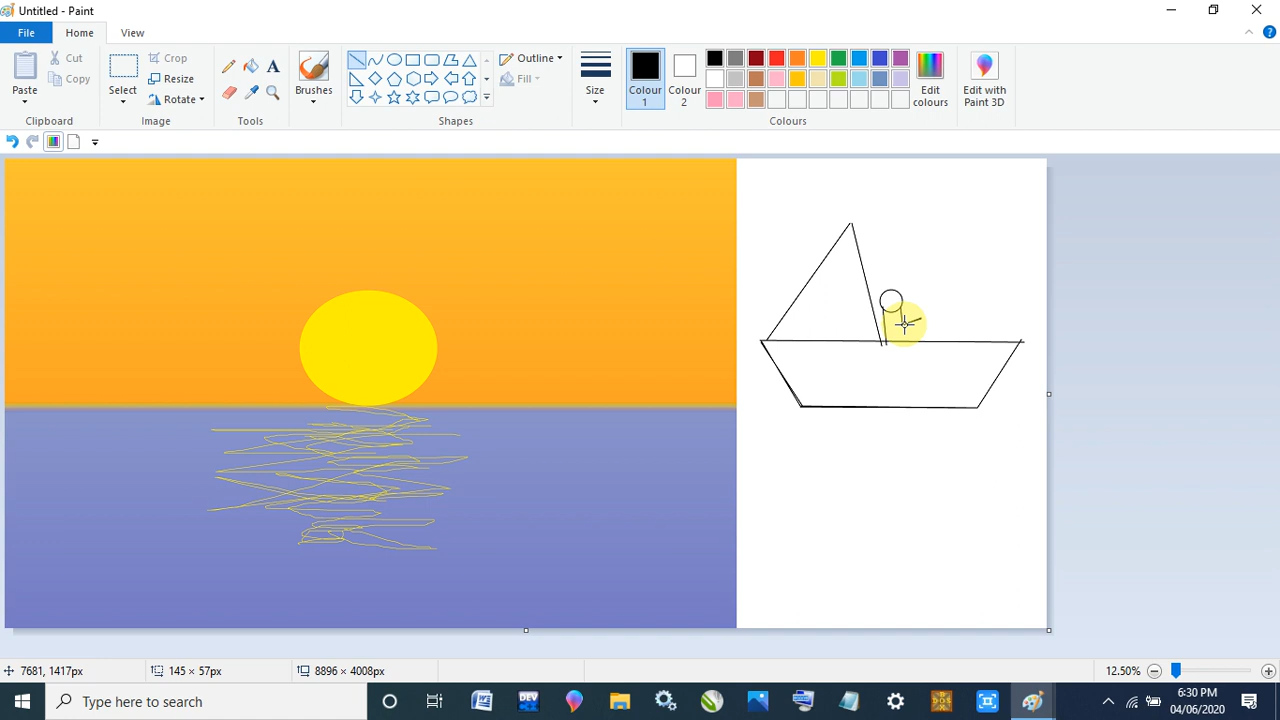 Untitled - Paint
File
Home
View
Paste
Cut
Copy
Clipboard
Select
Crop
Resize
Rotate
Image
Tools
Brushes
Outline
Fill
Shapes
Size
Colour 1
Colour 2
Edit colours
Edit with Paint 3D
Colours
7681, 1417px
145 × 57px
8896 × 4008px
12.50%
Type here to search
6:30 PM
04/06/2020